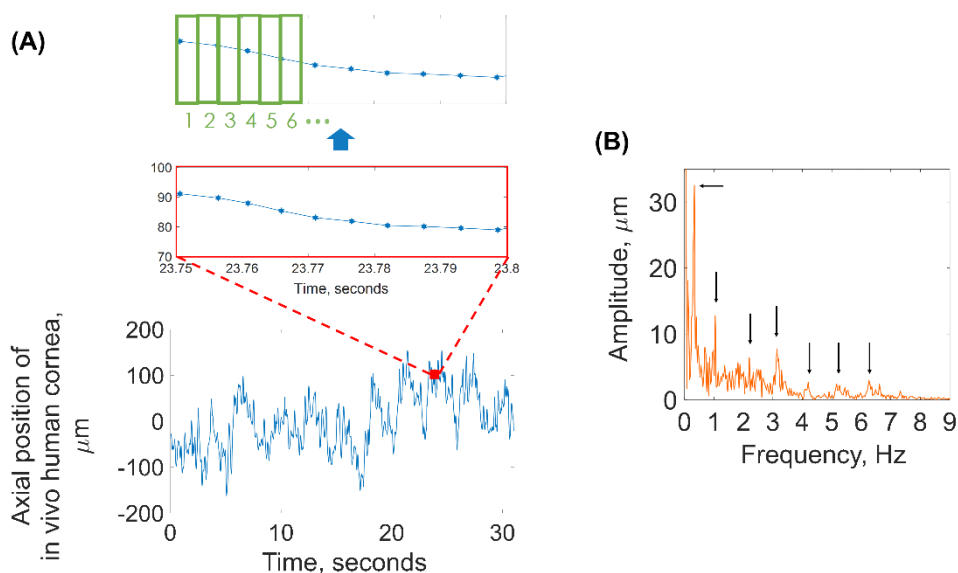 (A)
1 2 3 4 5 6 •••
100
90
80
70
23.75 23.76 23.77 23.78 23.79 23.8
Time, seconds
200
100
0
-100
-200
0 10 20 30
Time, seconds
Axial position of
in vivo human cornea,
μm
(B)
30
20
10
0
0 1 2 3 4 5 6 7 8 9
Frequency, Hz
Amplitude, μm